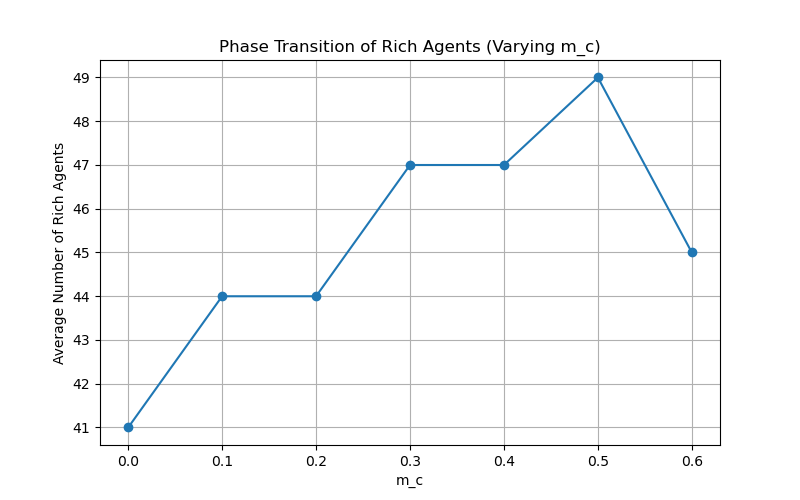 Phase Transition of Rich Agents (Varying m_c)
Average Number of Rich Agents
49
48
47
46
45
44
43
42
41
0.0 0.1 0.2 0.3 0.4 0.5 0.6
m_c